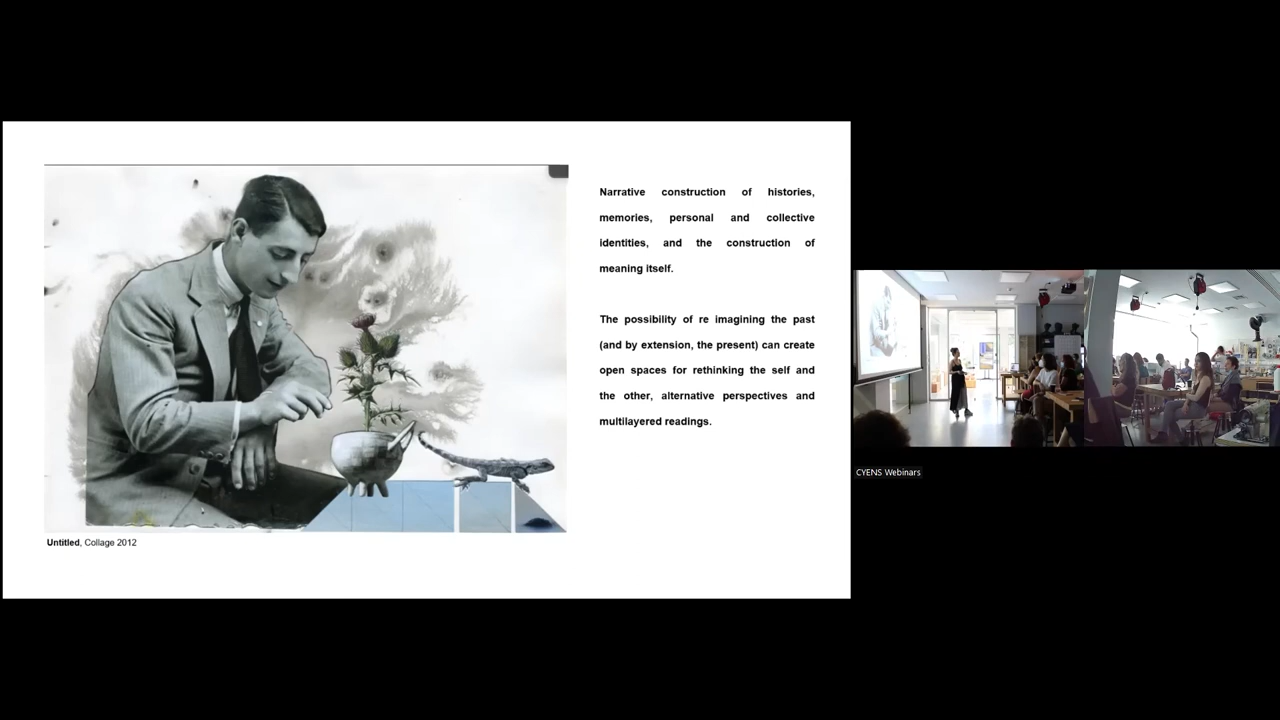 Narrative construction of histories,
memories, personal and collective
identities, and the construction of
meaning itself.
The possibility of re imagining the past
(and by extension, the present) can create
open spaces for rethinking the self and
the other, alternative perspectives and
multilayered readings.
Untitled, Collage 2012
CYENS Webinars